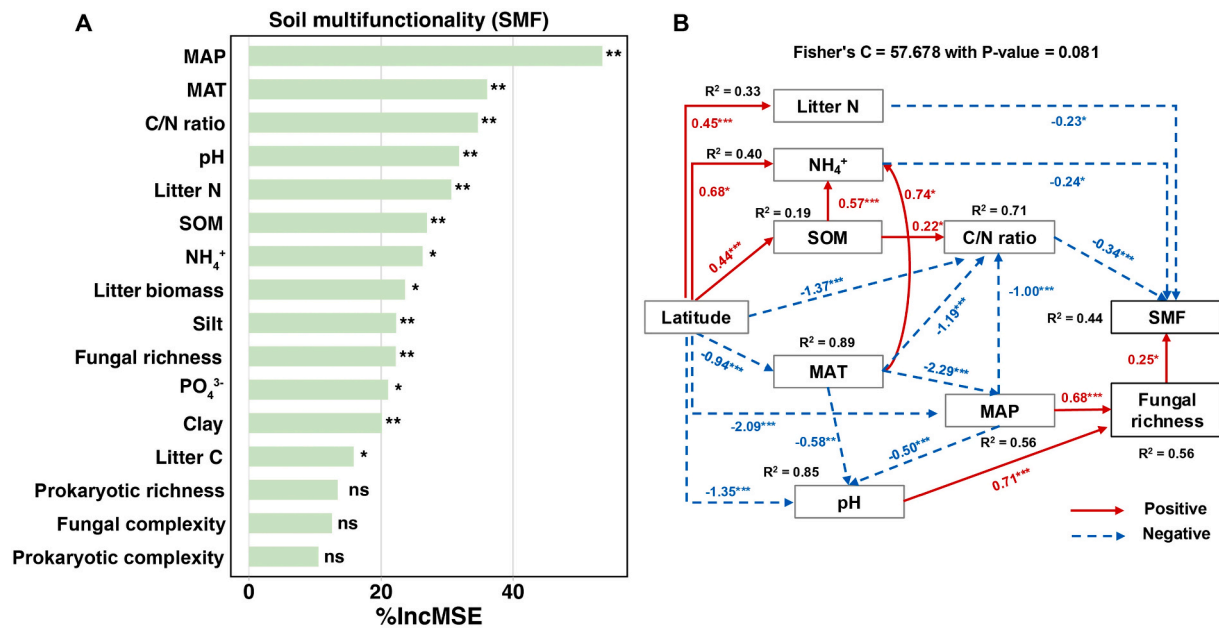 A
Soil multifunctionality (SMF)
MAP
**
MAT
**
C/N ratio
**
pH
**
Litter N
**
SOM
**
NH₄⁺
*
Litter biomass
*
Silt
**
Fungal richness
**
PO₄³⁻
*
Clay
**
Litter C
*
Prokaryotic richness
ns
Fungal complexity
ns
Prokaryotic complexity
ns
0
20
40
%IncMSE
B
Fisher's C = 57.678 with P-value = 0.081
R² = 0.33
Litter N
0.45***
-0.23*
R² = 0.40
NH₄⁺
0.68*
-0.24*
0.57***
0.74*
R² = 0.19
R² = 0.71
SOM
0.22*
C/N ratio
0.44***
-0.34***
-1.37***
-1.00***
-1.19***
Latitude
R² = 0.44
SMF
R² = 0.89
-0.94***
MAT
-2.29***
0.25*
MAP
0.68***
Fungal
richness
-2.09***
-0.58**
-0.50***
R² = 0.56
R² = 0.56
R² = 0.85
0.71***
-1.35***
pH
Positive
Negative